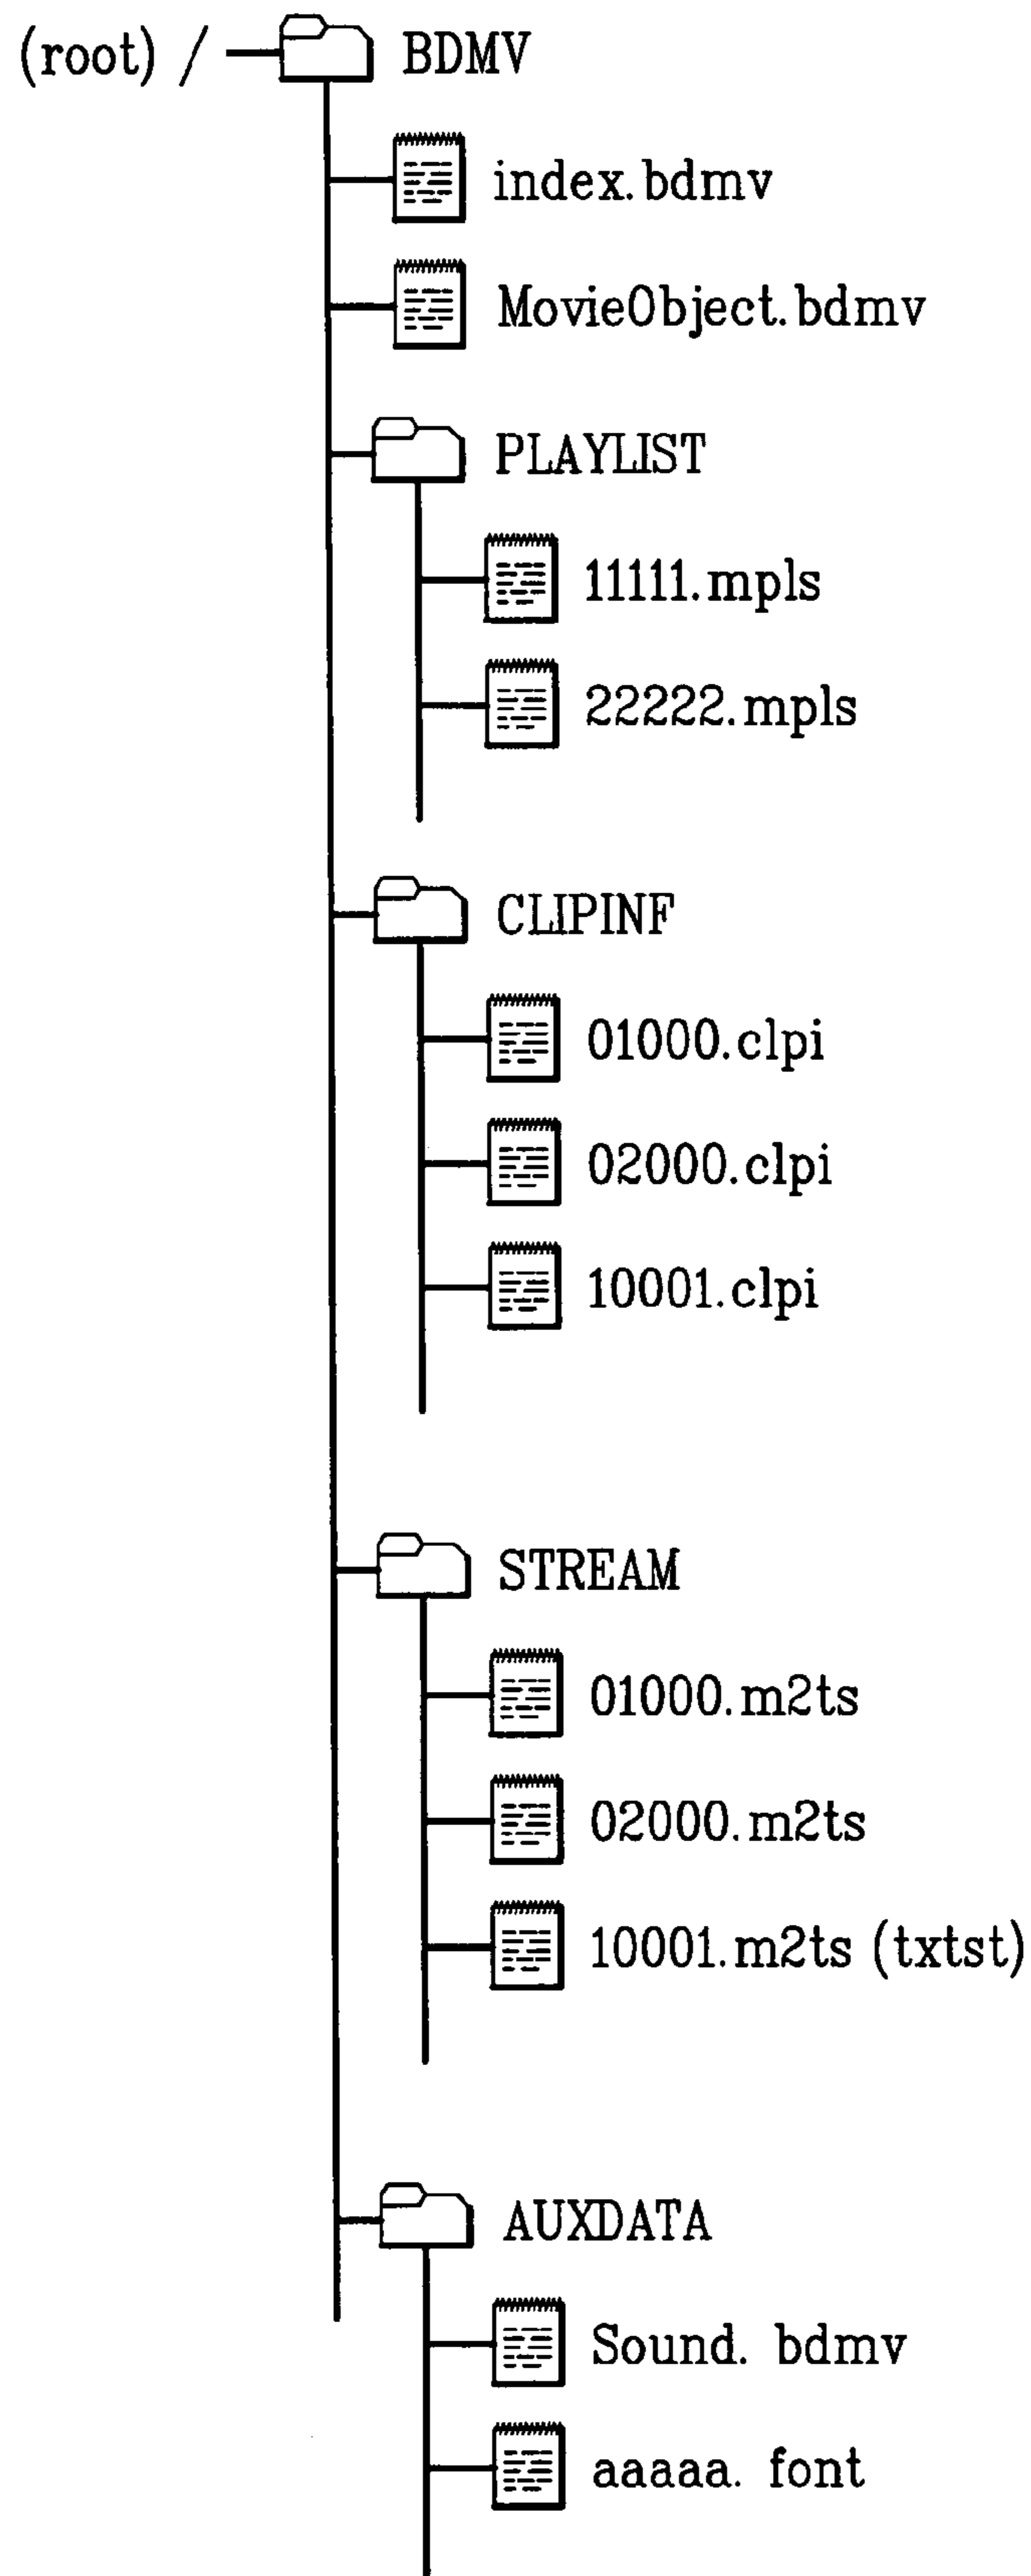 (root) / BDMV
index.bdmv
MovieObject.bdmv
PLAYLIST
11111.mpls
22222.mpls
CLIPINF
01000.clpi
02000.clpi
10001.clpi
STREAM
01000.m2ts
02000.m2ts
10001.m2ts (txtst)
AUXDATA
Sound. bdmv
aaaaa. font